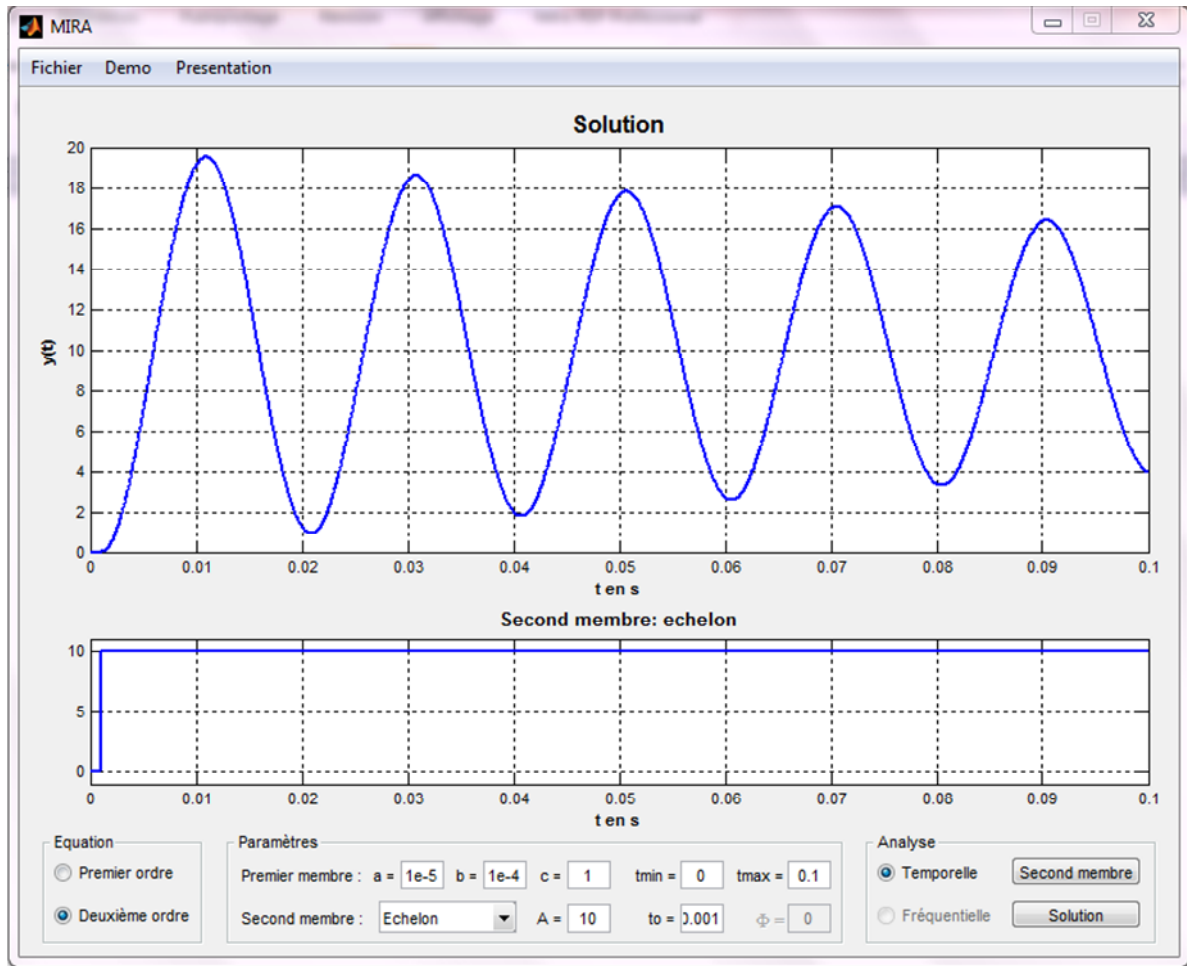 MIRA
Fichier Demo Presentation
Solution
20
18
16
14
12
10
8
6
4
2
0
y(t)
0 0.01 0.02 0.03 0.04 0.05 0.06 0.07 0.08 0.09 0.1
t en s
Second membre: echelon
10
5
0
0 0.01 0.02 0.03 0.04 0.05 0.06 0.07 0.08 0.09 0.1
t en s
Equation
Premier ordre
Deuxième ordre
Paramètres
Premier membre : a = 1e-5 b = 1e-4 c = 1 tmin = 0 tmax = 0.1
Second membre : Echelon A = 10 to = 0.001 Φ = 0
Analyse
Temporelle Second membre
Fréquentielle Solution